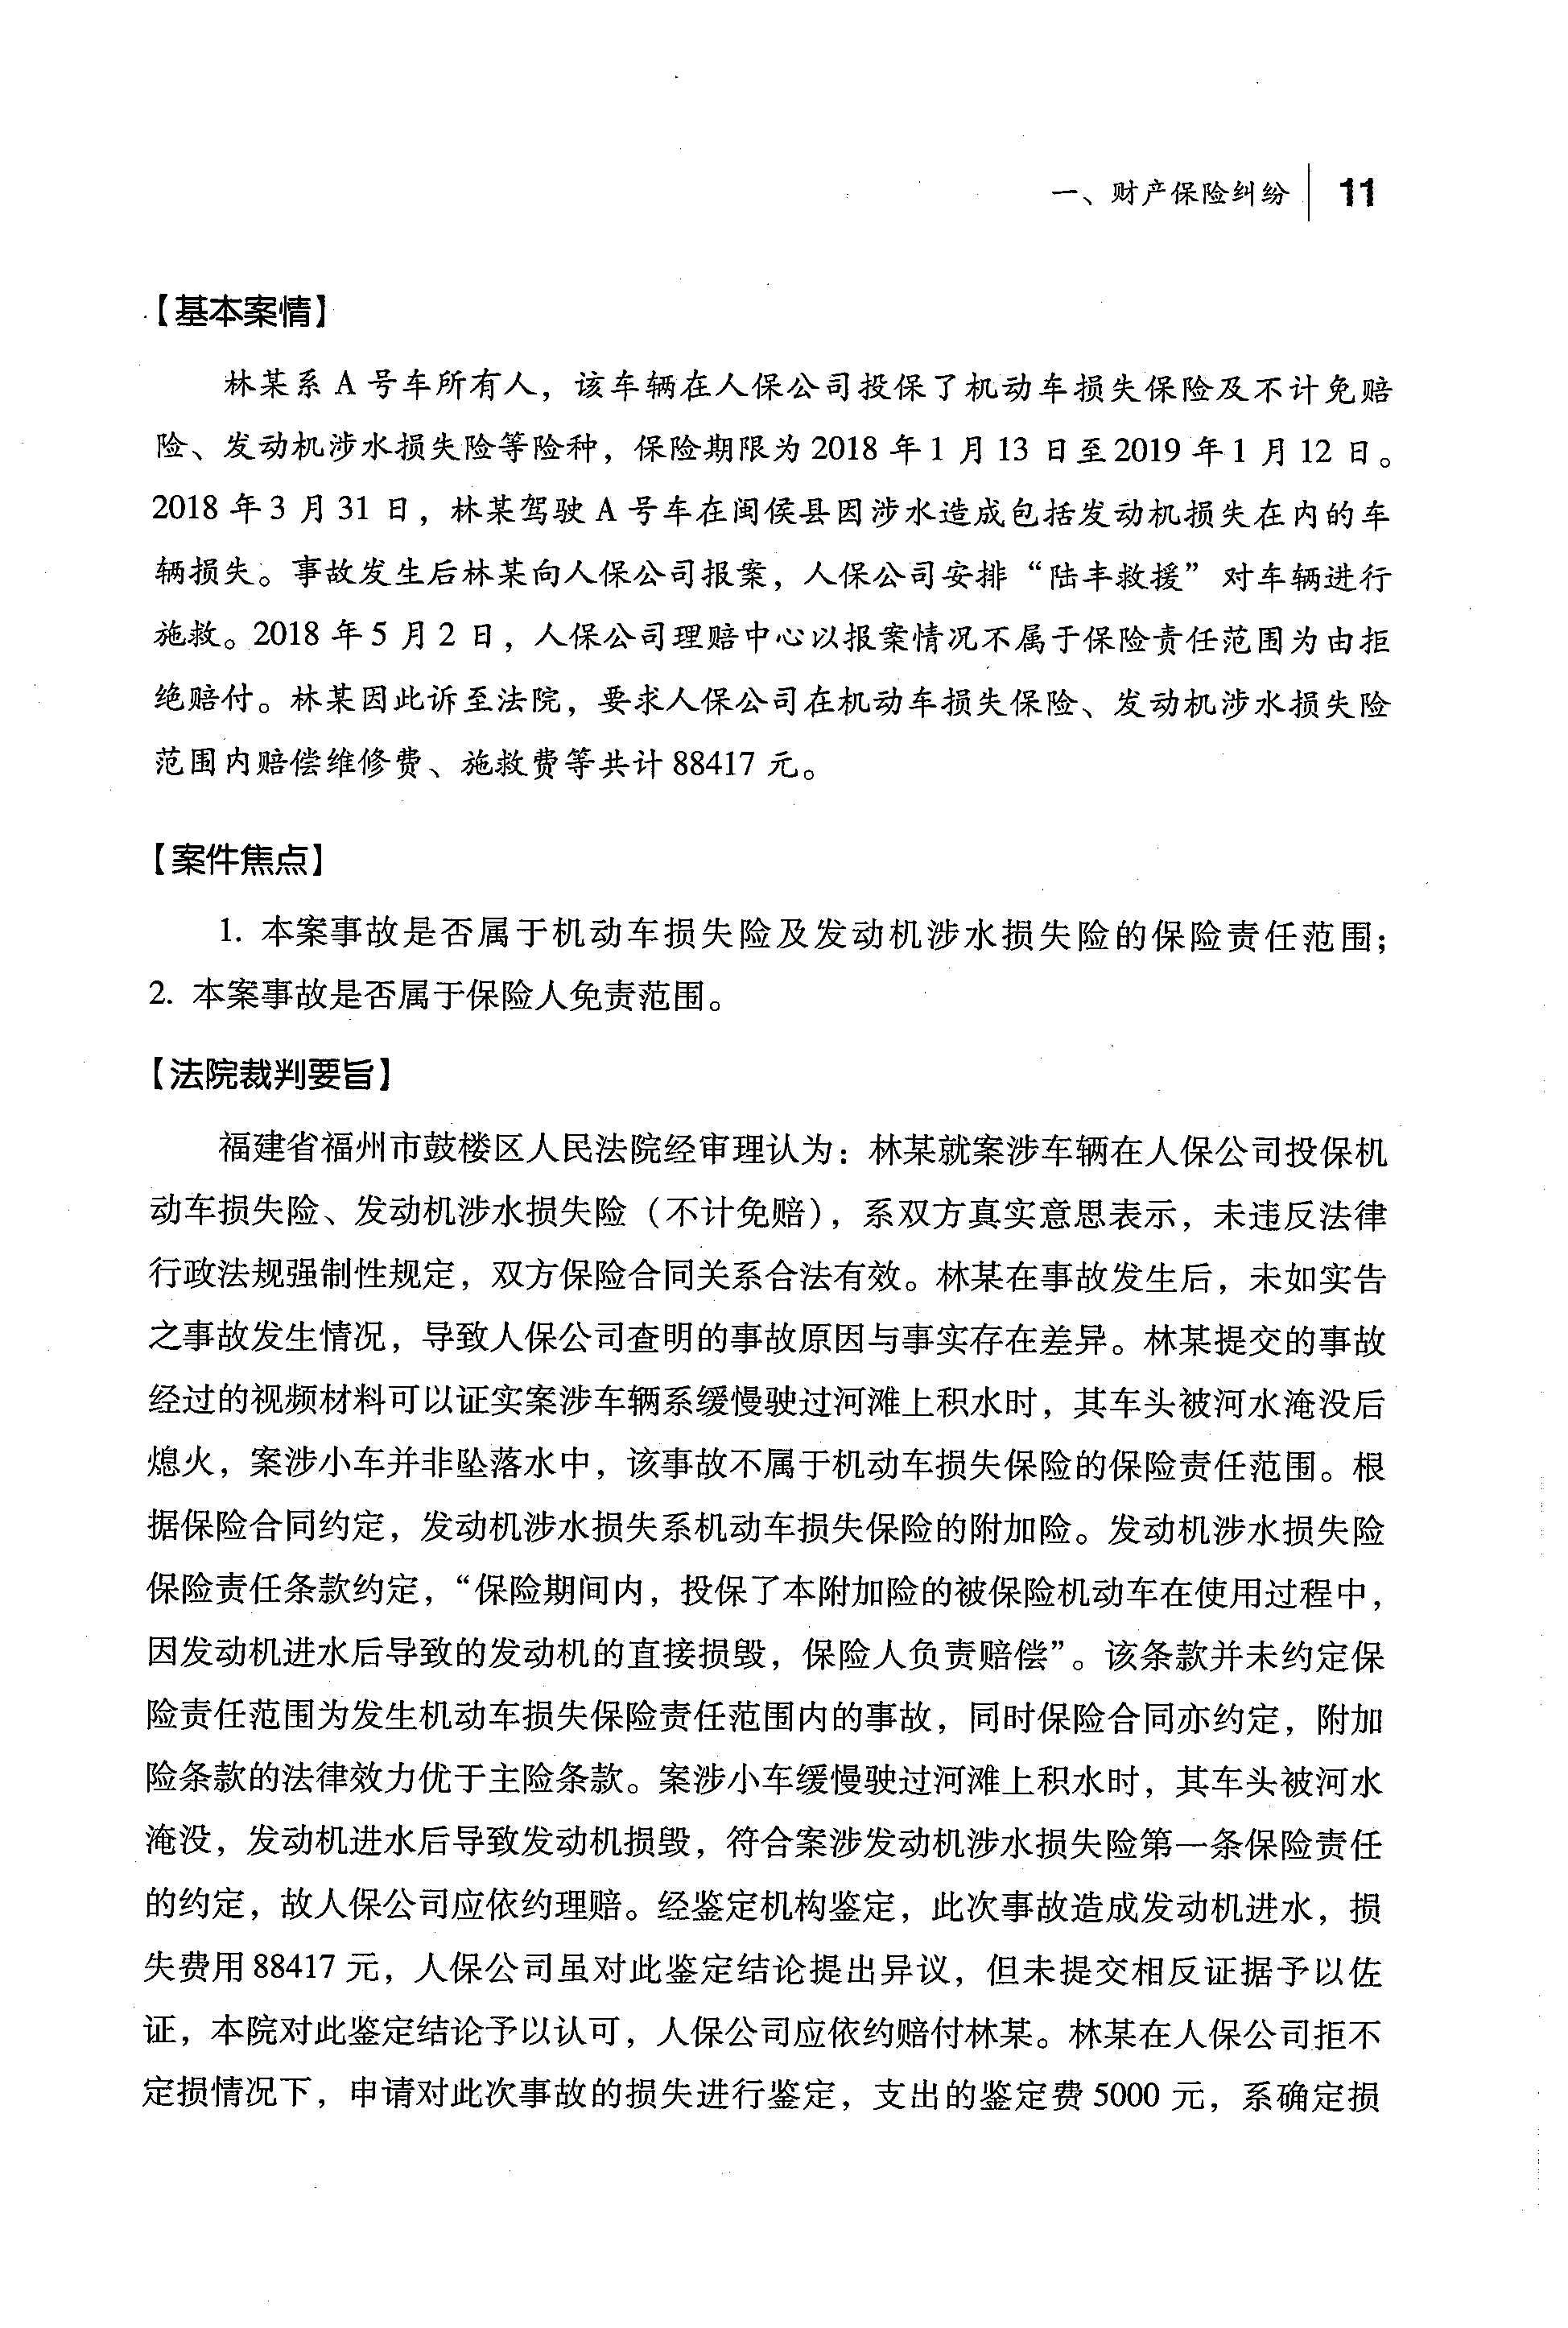 一、财产保险纠纷 11
【基本案情】
林某系 A 号车所有人，该车辆在人保公司投保了机动车损失保险及不计免赔
险、发动机涉水损失险等险种，保险期限为 2018 年 1 月 13 日至2019 年 1 月 12 日。
2018 年 3 月 31 日，林某驾驶 A 号车在闽侯县因涉水造成包括发动机损失在内的车
辆损失。事故发生后林某向人保公司报案，人保公司安排“陆丰救援”对车辆进行
施救。2018 年 5 月 2 日，人保公司理赔中心以报案情况不属于保险责任范围为由拒
绝赔付。林某因此诉至法院，要求人保公司在机动车损失保险、发动机涉水损失险
范围内赔偿维修费、施救费等共计 88417 元。
【案件焦点】
1. 本案事故是否属于机动车损失险及发动机涉水损失险的保险责任范围；
2. 本案事故是否属于保险人免责范围。
【法院裁判要旨】
福建省福州市鼓楼区人民法院经审理认为：林某就案涉车辆在人保公司投保机
动车损失险、发动机涉水损失险（不计免赔），系双方真实意思表示，未违反法律
行政法规强制性规定，双方保险合同关系合法有效。林某在事故发生后，未如实告
之事故发生情况，导致人保公司查明的事故原因与事实存在差异。林某提交的事故
经过的视频材料可以证实案涉车辆系缓慢驶过河滩上积水时，其车头被河水淹没后
熄火，案涉小车并非坠落水中，该事故不属于机动车损失保险的保险责任范围。根
据保险合同约定，发动机涉水损失系机动车损失保险的附加险。发动机涉水损失险
保险责任条款约定，“保险期间内，投保了本附加险的被保险机动车在使用过程中，
因发动机进水后导致的发动机的直接损毁，保险人负责赔偿”。该条款并未约定保
险责任范围为发生机动车损失保险责任范围内的事故，同时保险合同亦约定，附加
险条款的法律效力优于主险条款。案涉小车缓慢驶过河滩上积水时，其车头被河水
淹没，发动机进水后导致发动机损毁，符合案涉发动机涉水损失险第一条保险责任
的约定，故人保公司应依约理赔。经鉴定机构鉴定，此次事故造成发动机进水，损
失费用 88417 元，人保公司虽对此鉴定结论提出异议，但未提交相反证据予以佐
证，本院对此鉴定结论予以认可，人保公司应依约赔付林某。林某在人保公司拒不
定损情况下，申请对此次事故的损失进行鉴定，支出的鉴定费 5000 元，系确定损